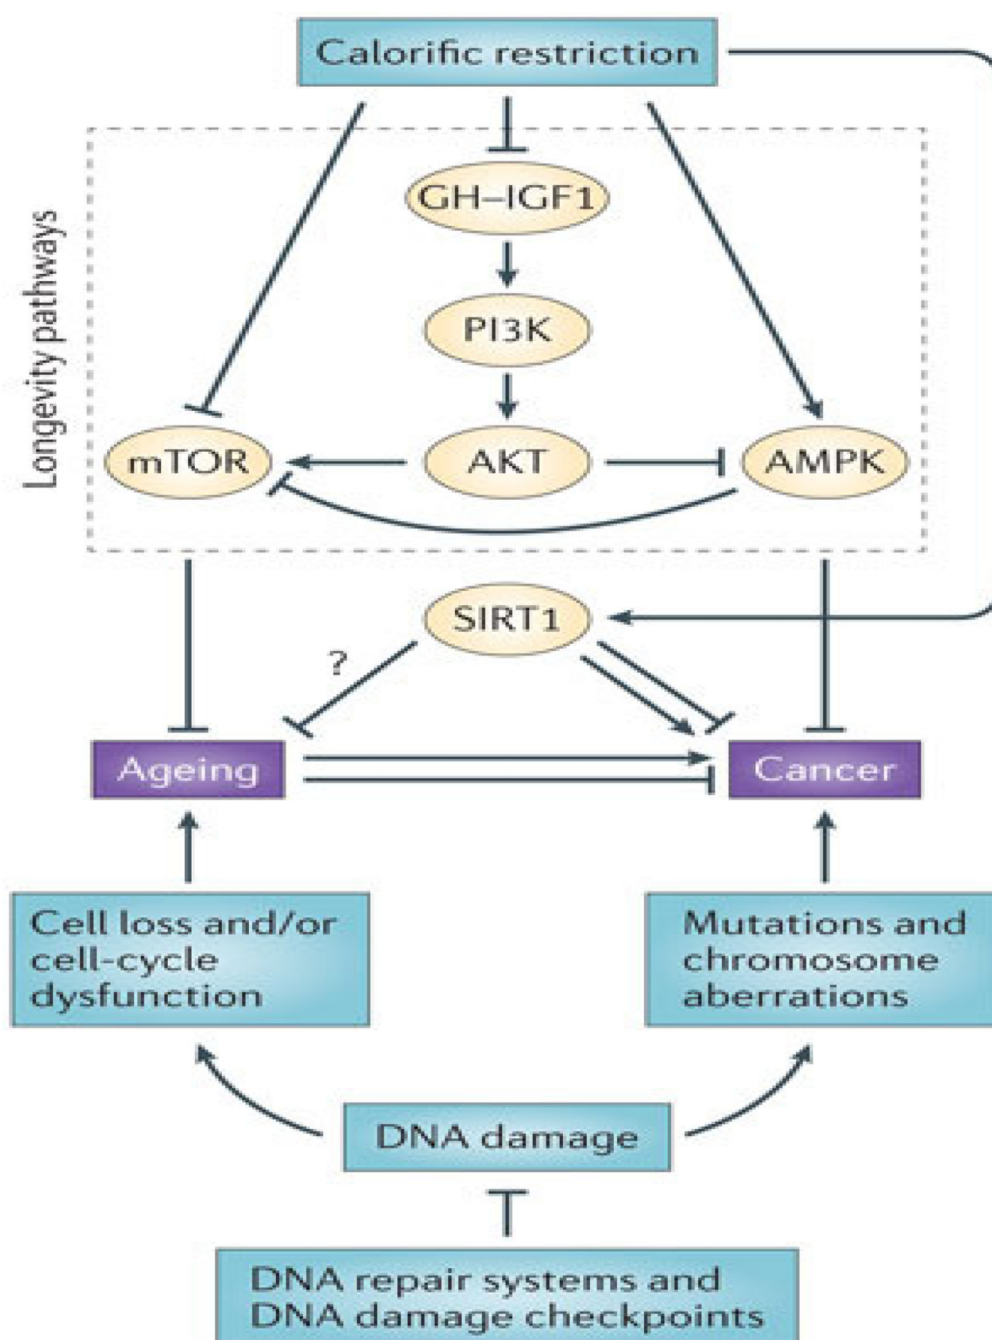 Calorific restriction
Longevity pathways
GH–IGF1
PI3K
mTOR
AKT
AMPK
SIRT1
?
Ageing
Cancer
Cell loss and/or
cell-cycle
dysfunction
Mutations and
chromosome
aberrations
DNA damage
DNA repair systems and
DNA damage checkpoints